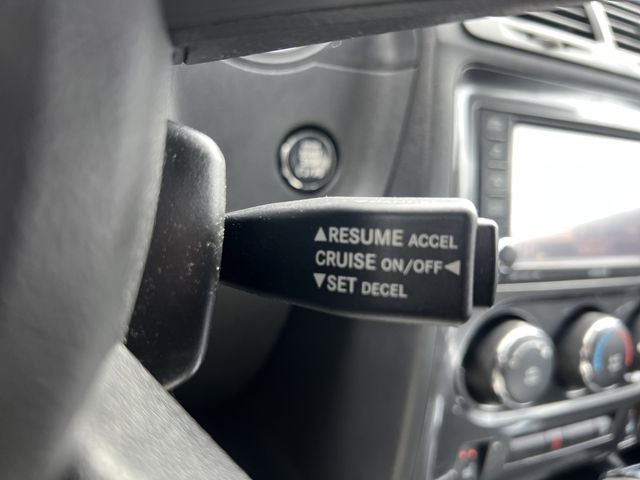 ▲RESUME ACCEL
CRUISE ON/OFF◄
▼SET DECEL